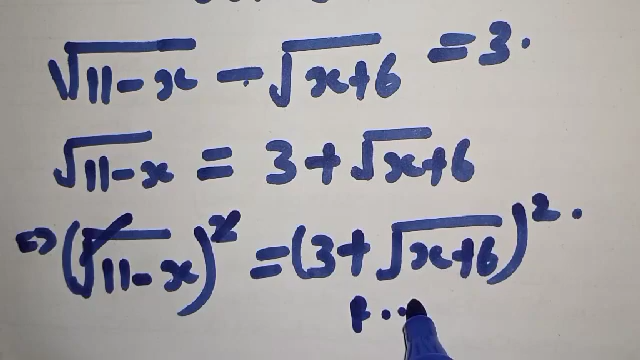 √11-x - √x+6 = 3.
√11-x = 3+√x+6
⇒ (√11-x)² = (3+√x+6)².